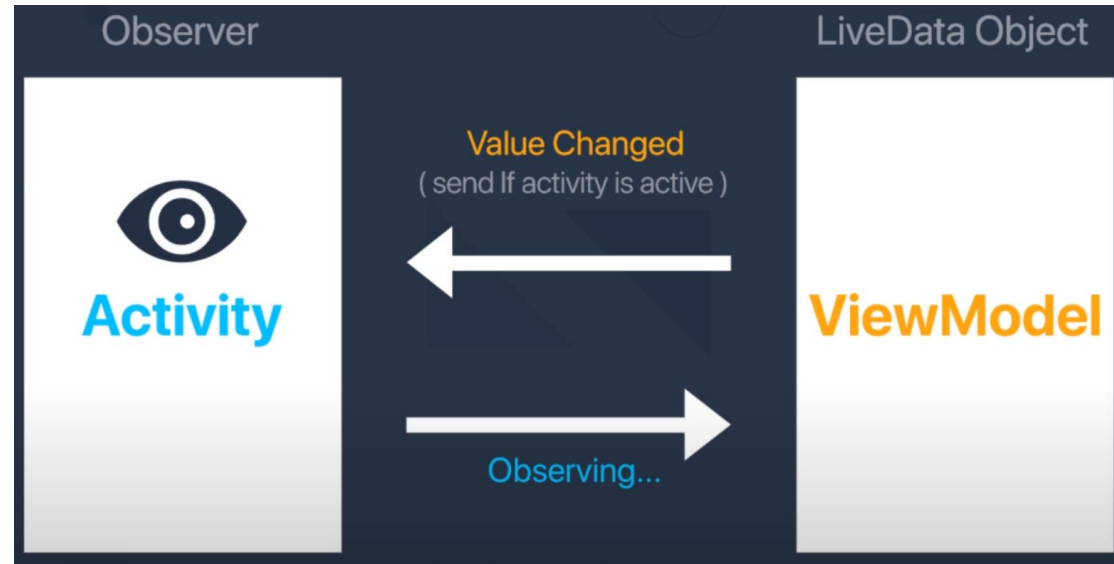 Observer
LiveData Object
Value Changed
( send If activity is active )
Activity
ViewModel
Observing...